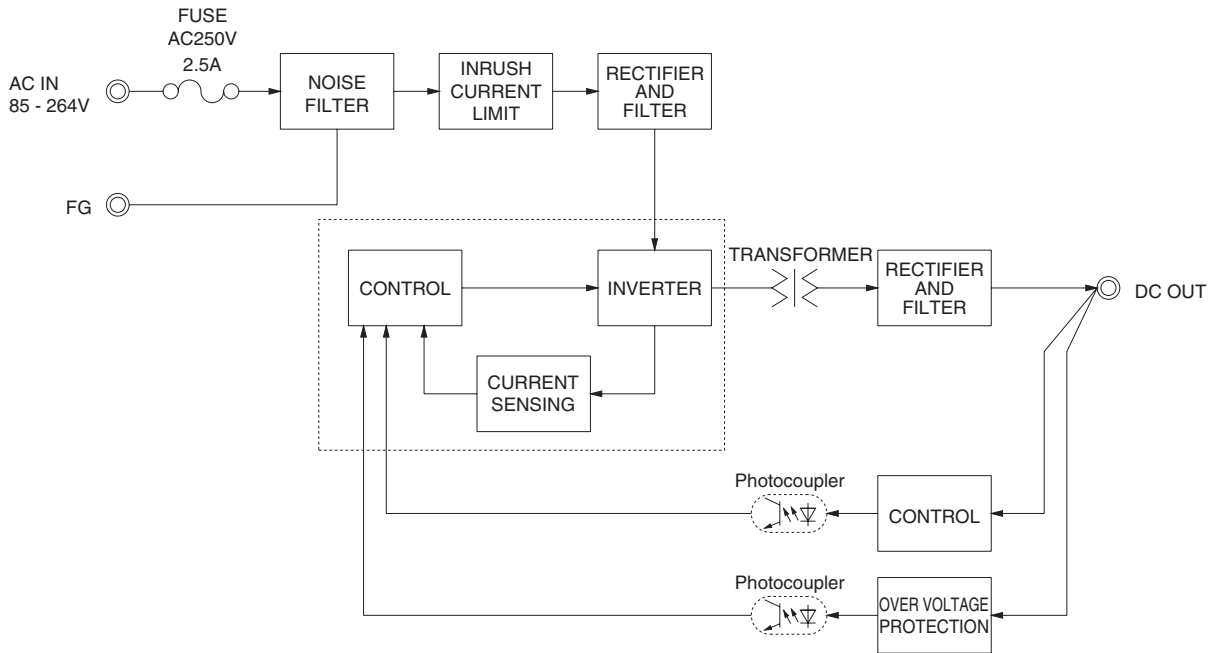 FUSE
AC250V
2.5A
AC IN
85 - 264V
NOISE
FILTER
INRUSH
CURRENT
LIMIT
RECTIFIER
AND
FILTER
FG
CONTROL
INVERTER
TRANSFORMER
RECTIFIER
AND
FILTER
DC OUT
CURRENT
SENSING
Photocoupler
CONTROL
Photocoupler
OVER VOLTAGE
PROTECTION